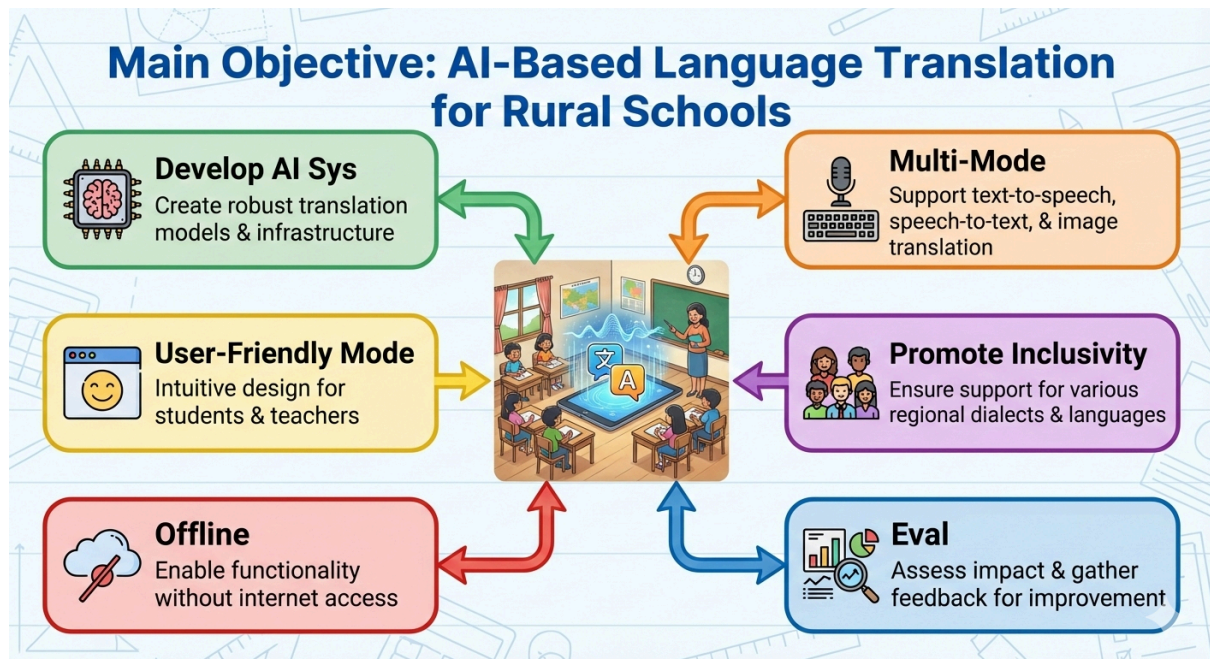 Main Objective: AI-Based Language Translation
for Rural Schools
Develop AI Sys
Create robust translation
models & infrastructure
Multi-Mode
Support text-to-speech,
speech-to-text, & image
translation
User-Friendly Mode
Intuitive design for
students & teachers
文
A
Promote Inclusivity
Ensure support for various
regional dialects & languages
Offline
Enable functionality
without internet access
Eval
Assess impact & gather
feedback for improvement